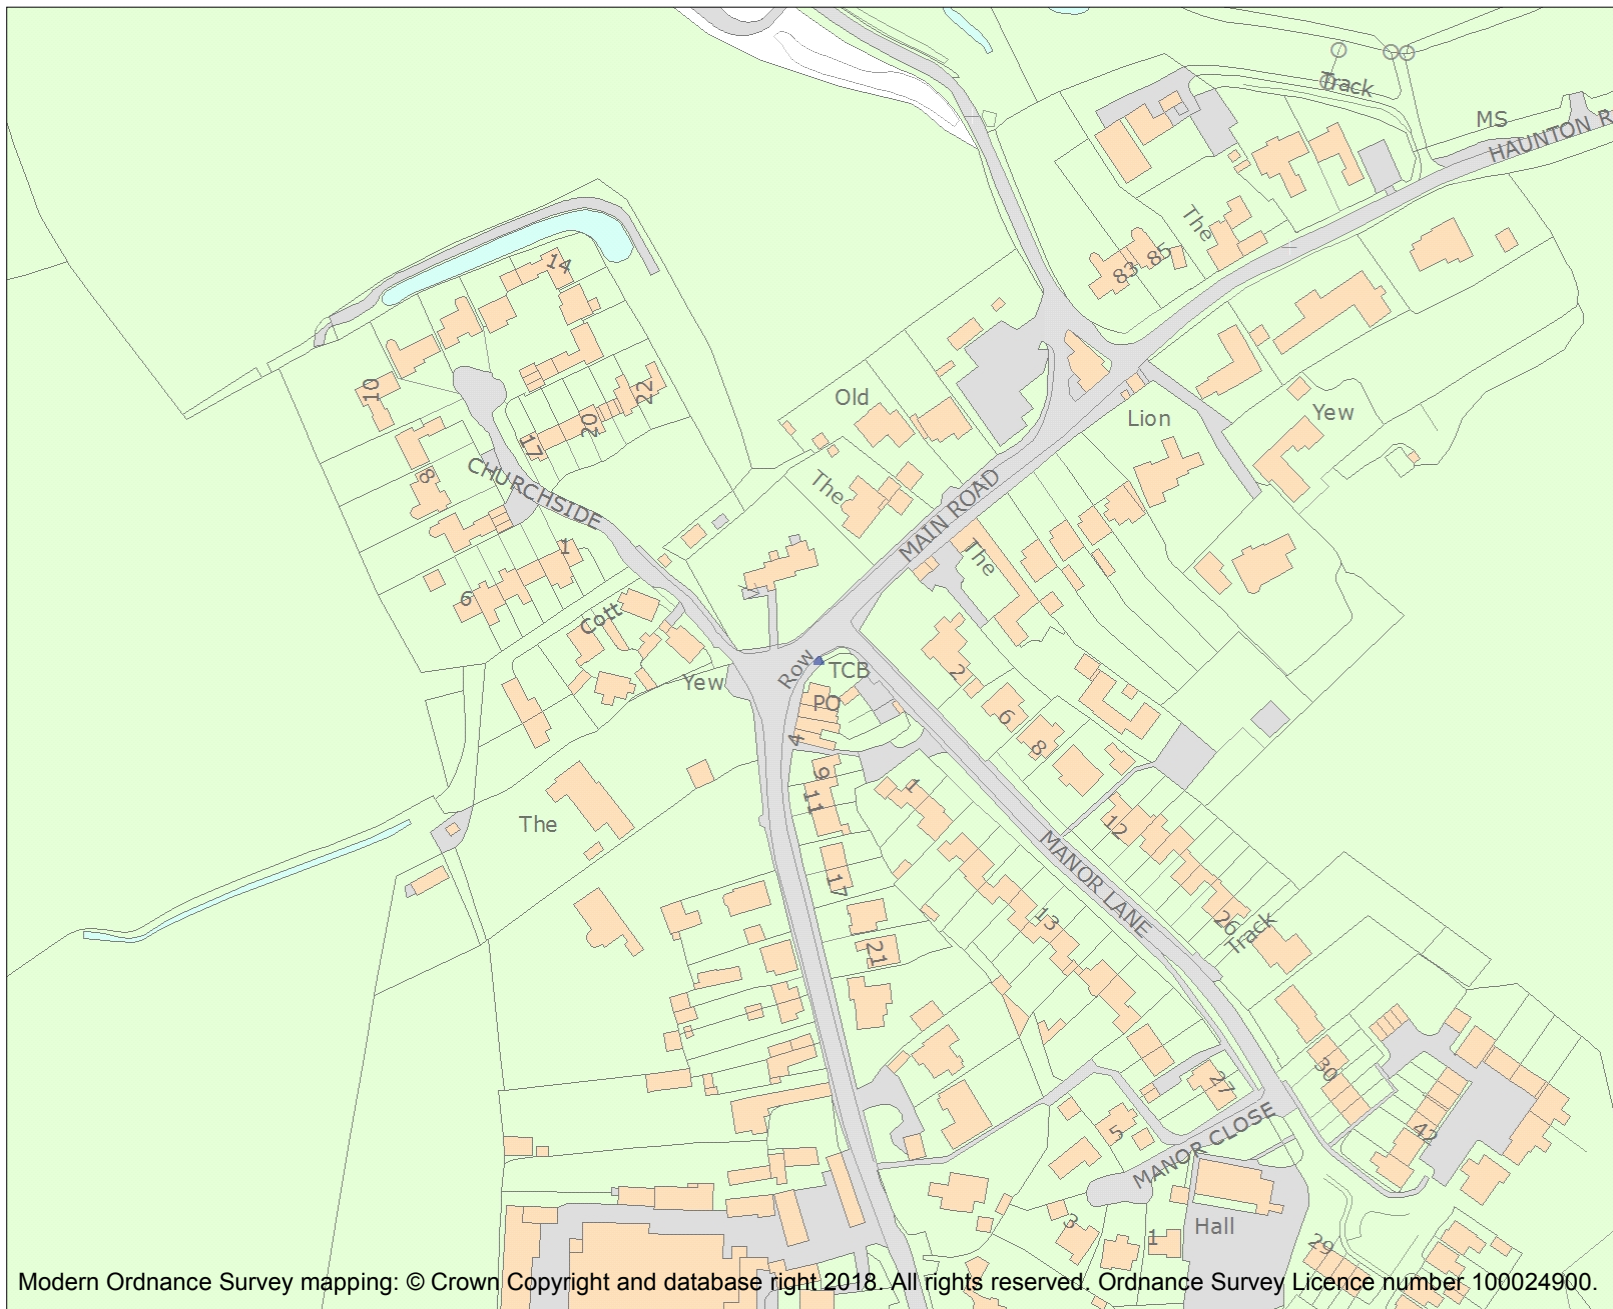 Track
MS
HAUNTON R
The
83
85
14
10
22
20
17
8
CHURCHSIDE
1
6
Old
The
Lion
Yew
MAIN ROAD
The
Cott
Yew
Row
TCB
PO
4
2
6
8
9
11
1
12
The
17
MANOR LANE
13
26
Track
21
30
27
42
5
MANOR CLOSE
3
1
Hall
29
Modern Ordnance Survey mapping: © Crown Copyright and database right 2018. All rights reserved. Ordnance Survey Licence number 100024900.